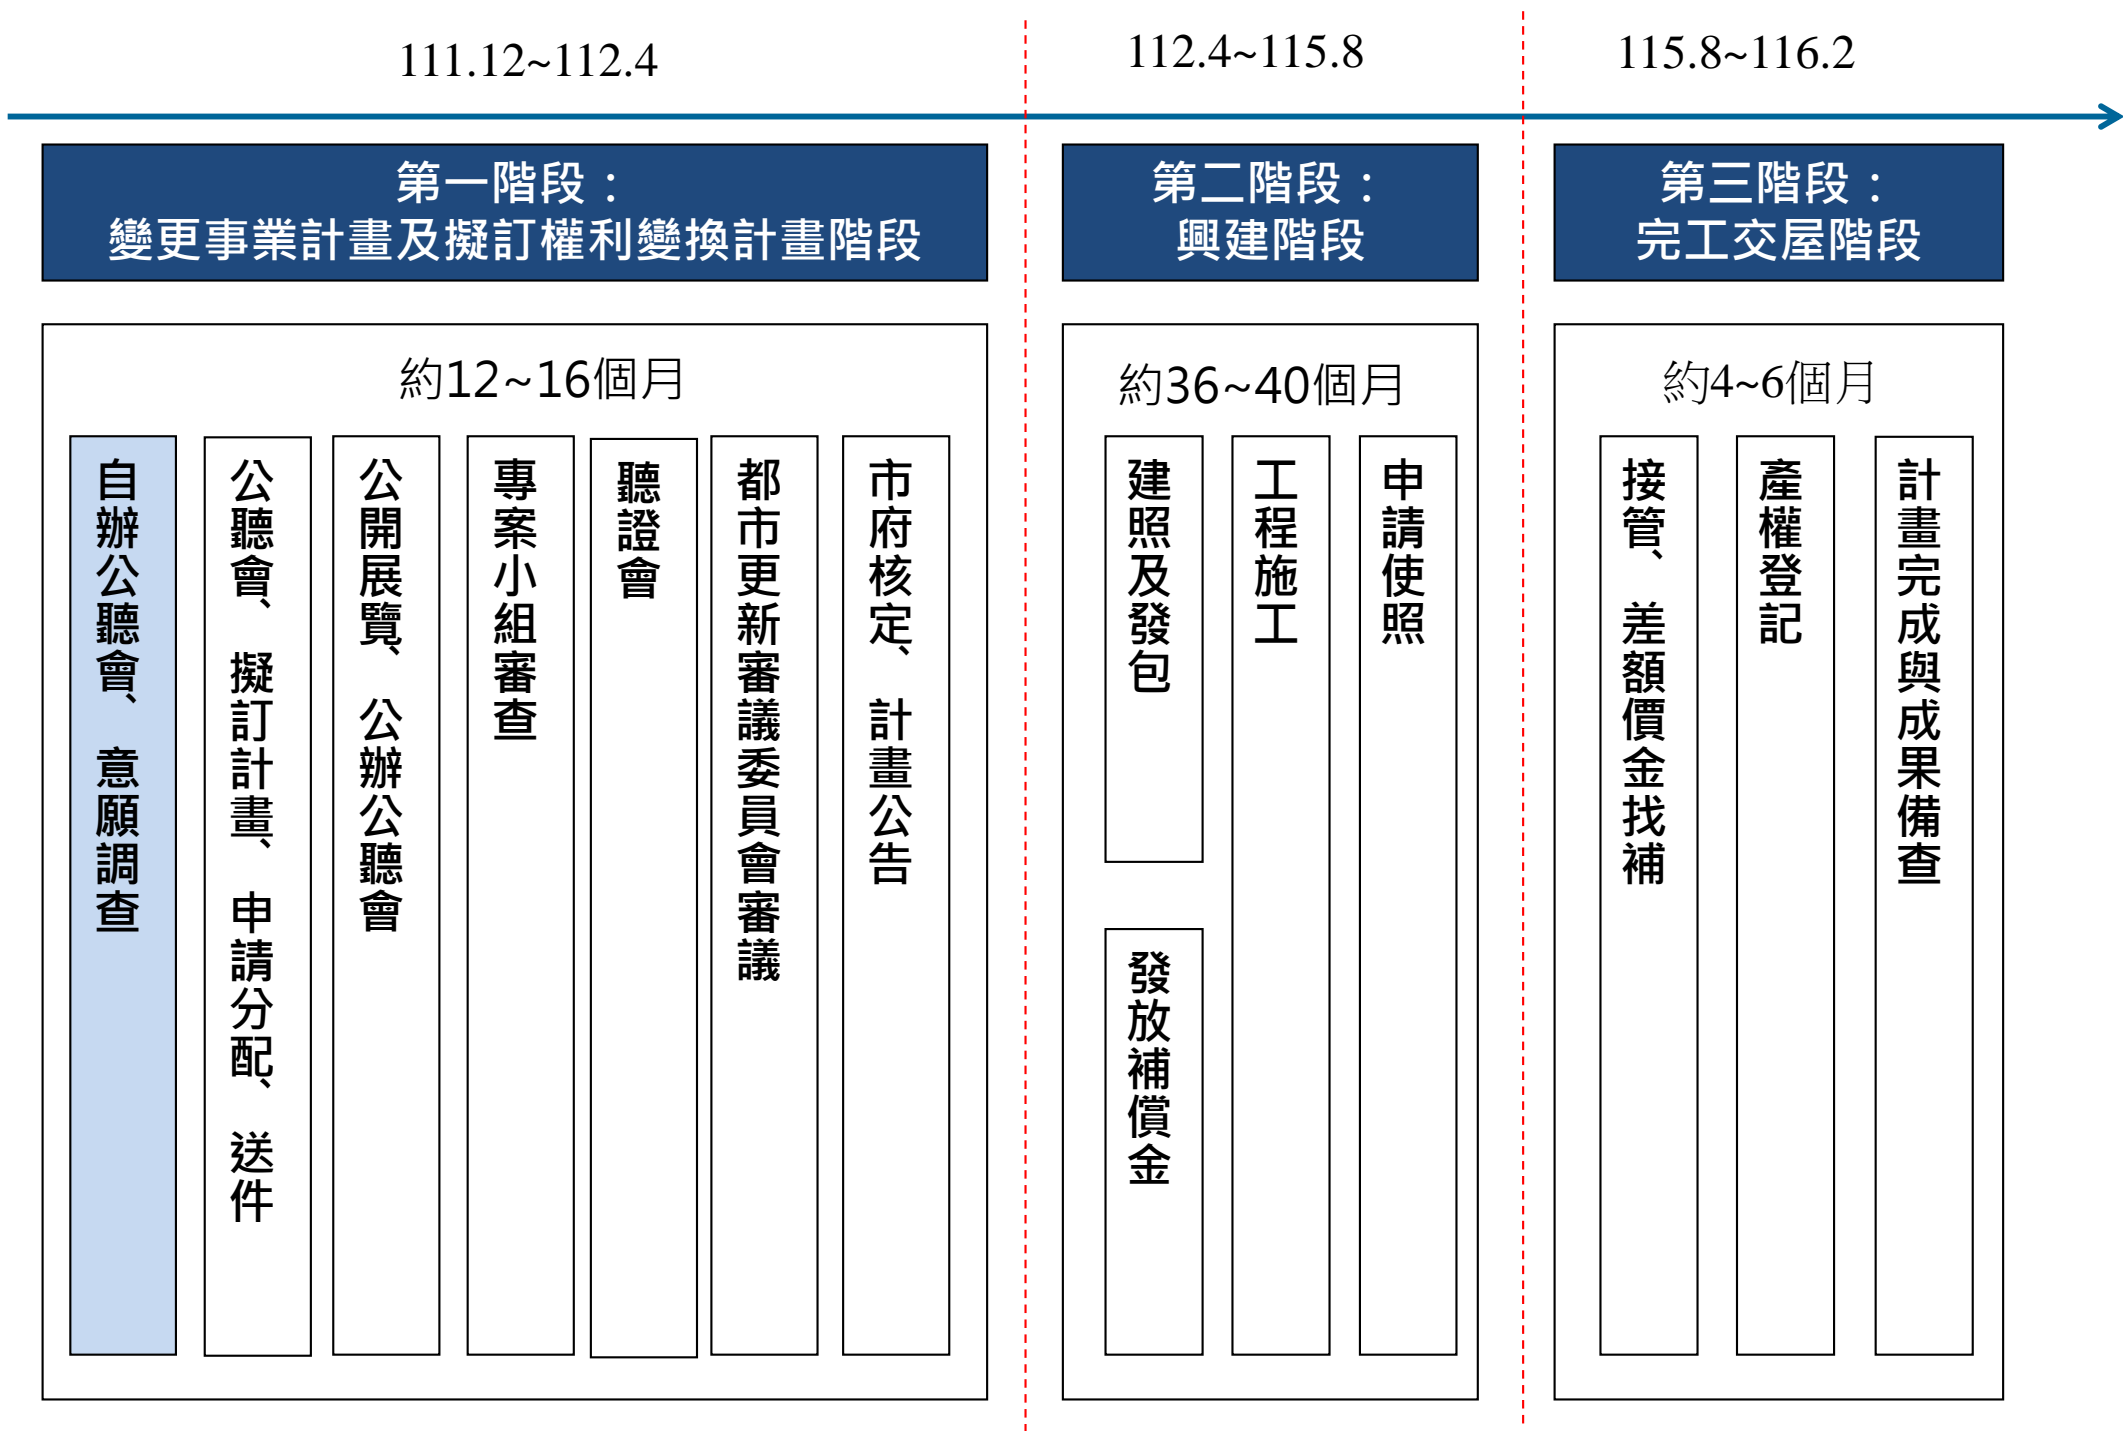 111.12~112.4
112.4~115.8
115.8~116.2
第一階段：
變更事業計畫及擬訂權利變換計畫階段
第二階段：
興建階段
第三階段：
完工交屋階段
約12~16個月
自辦公聽會、意願調查
公聽會、擬訂計畫、申請分配、送件
公開展覽、公辦公聽會
專案小組審查
聽證會
都市更新審議委員會審議
市府核定、計畫公告
約36~40個月
建照及發包
發放補償金
工程施工
申請使照
約4~6個月
接管、差額價金找補
產權登記
計畫完成與成果備查